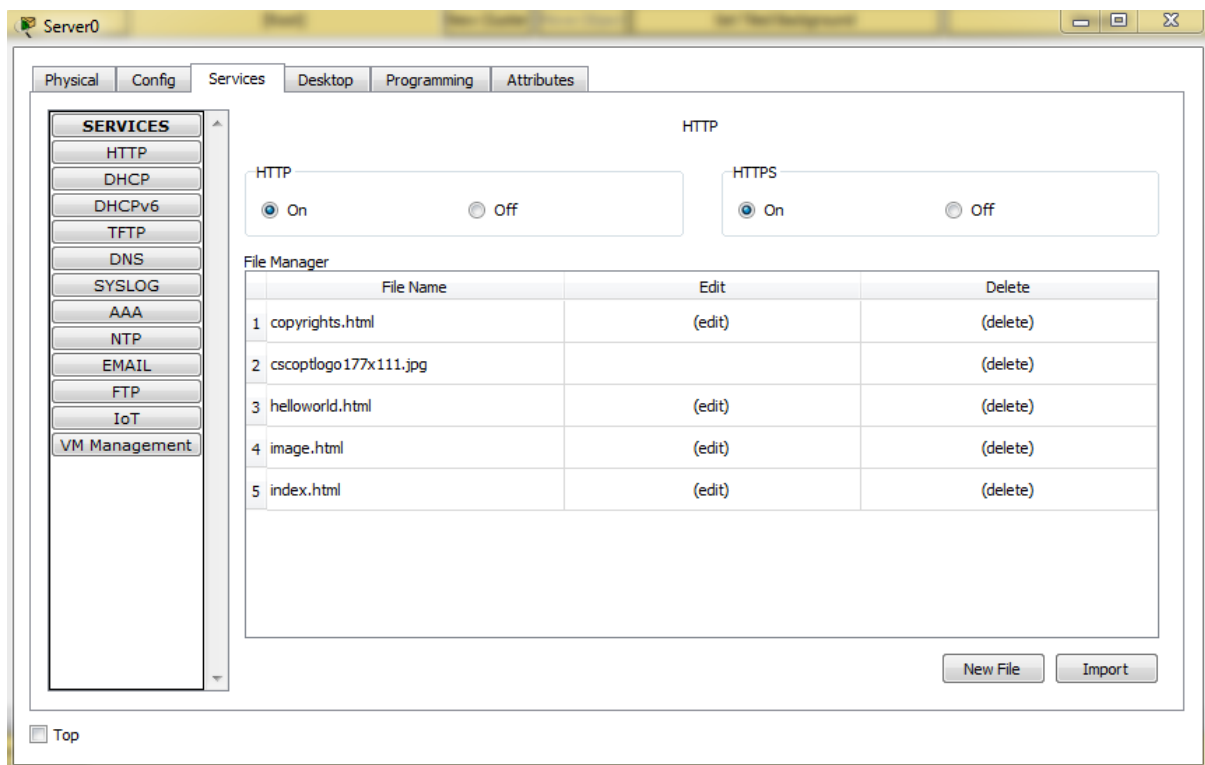 Server0
Physical Config Services Desktop Programming Attributes
SERVICES
HTTP
DHCP
DHCPv6
TFTP
DNS
SYSLOG
AAA
NTP
EMAIL
FTP
IoT
VM Management
HTTP
HTTP
On Off
HTTPS
On Off
File Manager
File Name Edit Delete
1 copyrights.html (edit) (delete)
2 cscoptlogo177x111.jpg (delete)
3 helloworld.html (edit) (delete)
4 image.html (edit) (delete)
5 index.html (edit) (delete)
New File Import
Top